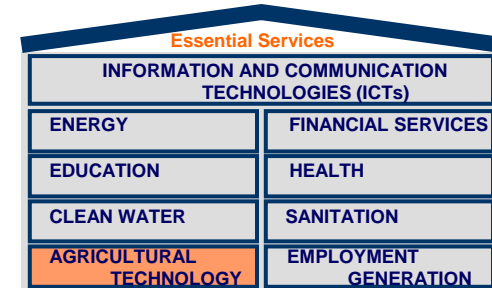 Essential Services
INFORMATION AND COMMUNICATION
TECHNOLOGIES (ICTs)
ENERGY
FINANCIAL SERVICES
EDUCATION
HEALTH
CLEAN WATER
SANITATION
AGRICULTURAL
TECHNOLOGY
EMPLOYMENT
GENERATION